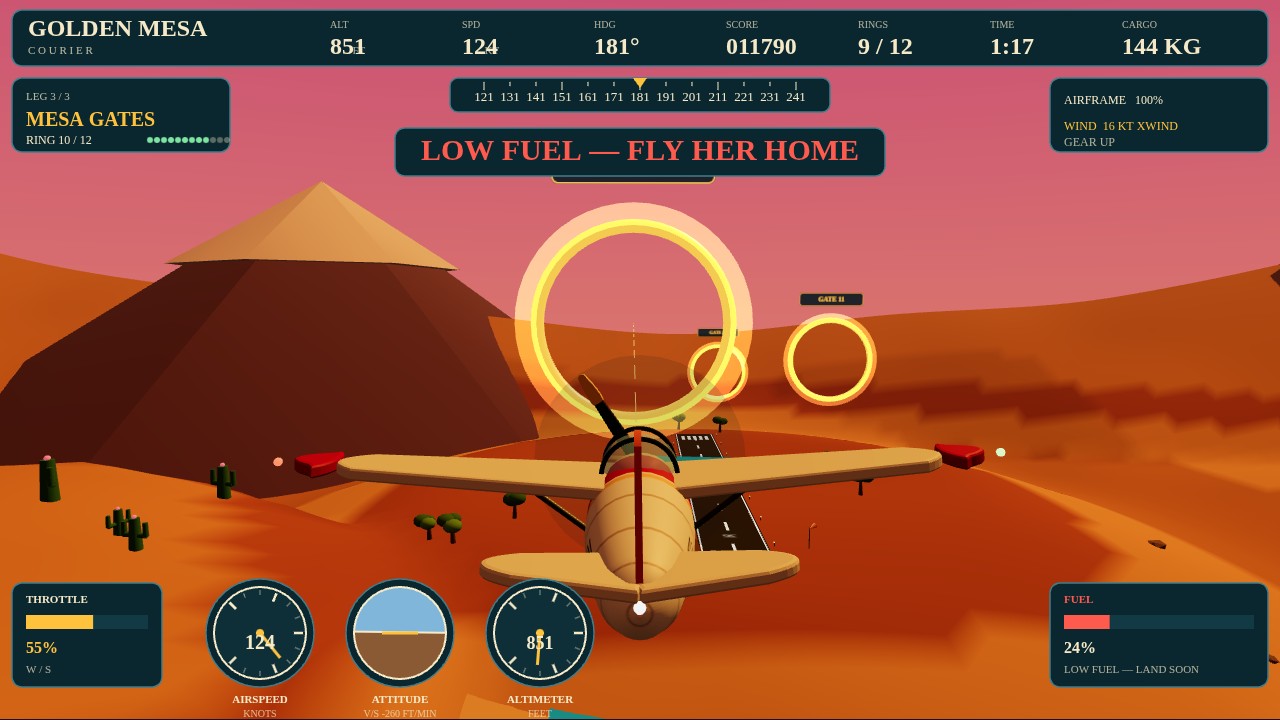 GOLDEN MESA
COURIER
ALT
851
SPD
124
HDG
181°
SCORE
011790
RINGS
9 / 12
TIME
1:17
CARGO
144 KG
LEG 3 / 3
MESA GATES
RING 10 / 12
121 131 141 151 161 171 181 191 201 211 221 231 241
AIRFRAME 100%
WIND 16 KT XWIND
GEAR UP
LOW FUEL — FLY HER HOME
GATE 11
THROTTLE
55%
W / S
124
AIRSPEED
KNOTS
ATTITUDE
V/S -260 FT/MIN
851
ALTIMETER
FEET
FUEL
24%
LOW FUEL — LAND SOON